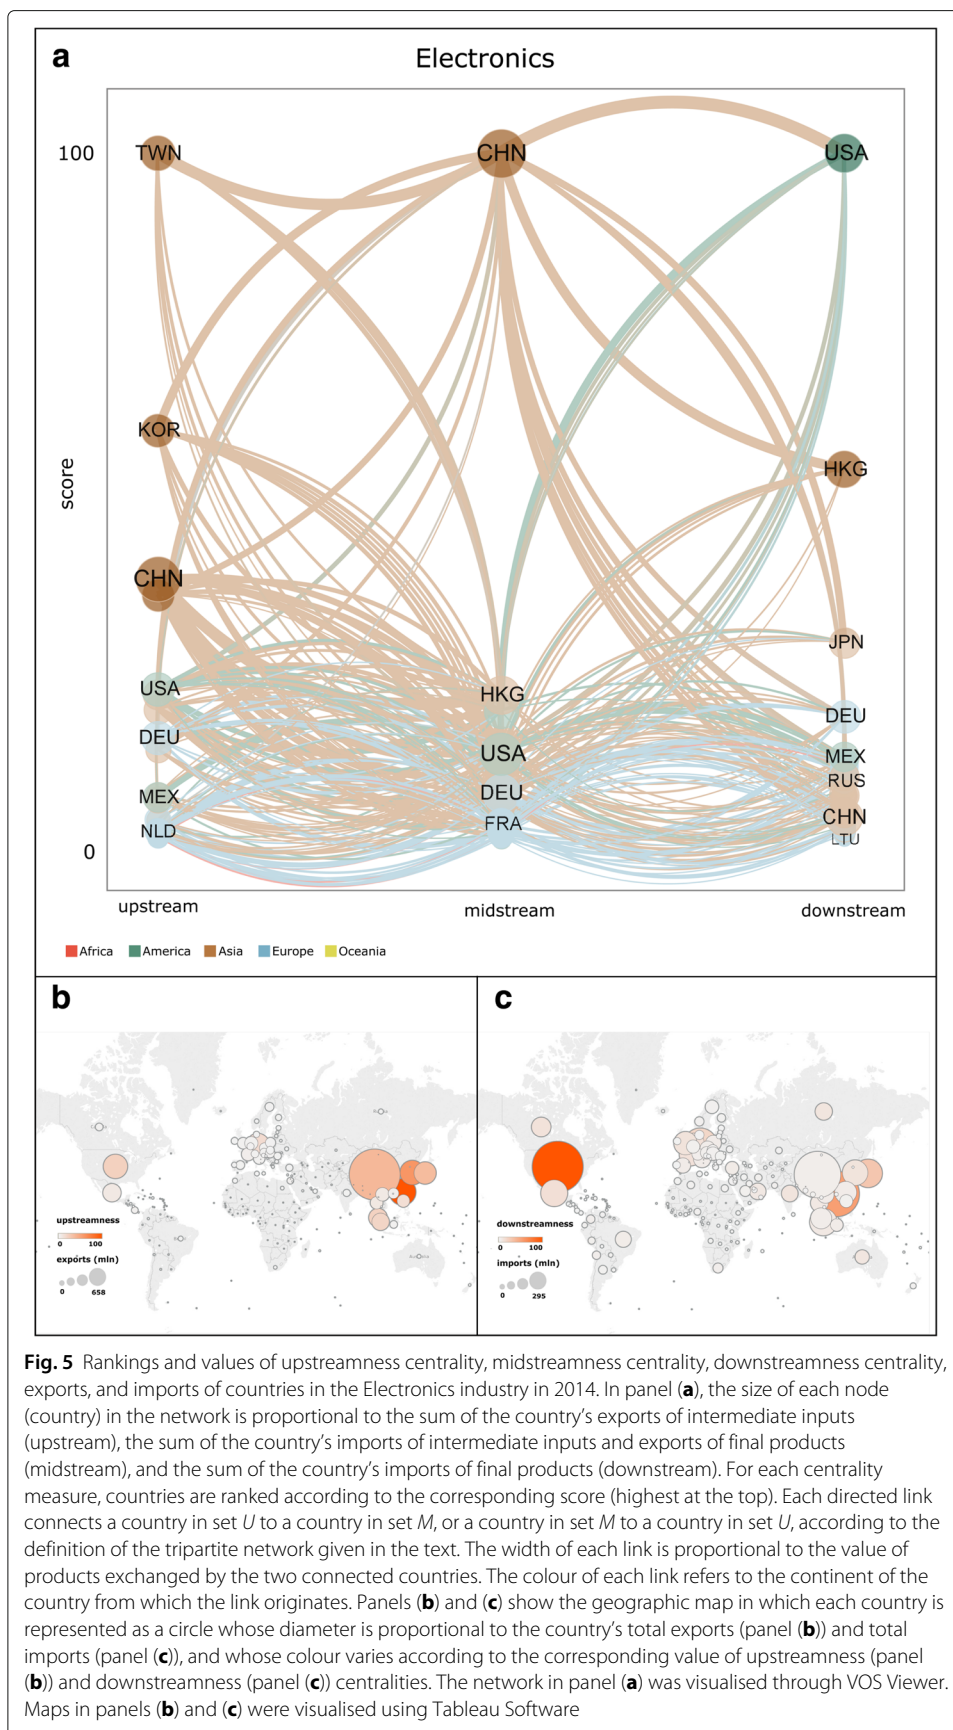 a
Electronics
100
TWN
CHN
USA
KOR
HKG
score
CHN
JPN
USA
HKG
DEU
DEU
USA
MEX
RUS
MEX
DEU
CHN
NLD
FRA
LTU
0
upstream
midstream
downstream
Africa America Asia Europe Oceania
b
upstreamness
0 100
exports (mln)
0 658
c
downstreamness
0 100
imports (mln)
0 295
Fig. 5 Rankings and values of upstreamness centrality, midstreamness centrality, downstreamness centrality,
exports, and imports of countries in the Electronics industry in 2014. In panel (a), the size of each node
(country) in the network is proportional to the sum of the country's exports of intermediate inputs
(upstream), the sum of the country's imports of intermediate inputs and exports of final products
(midstream), and the sum of the country's imports of final products (downstream). For each centrality
measure, countries are ranked according to the corresponding score (highest at the top). Each directed link
connects a country in set U to a country in set M, or a country in set M to a country in set U, according to the
definition of the tripartite network given in the text. The width of each link is proportional to the value of
products exchanged by the two connected countries. The colour of each link refers to the continent of the
country from which the link originates. Panels (b) and (c) show the geographic map in which each country is
represented as a circle whose diameter is proportional to the country's total exports (panel (b)) and total
imports (panel (c)), and whose colour varies according to the corresponding value of upstreamness (panel
(b)) and downstreamness (panel (c)) centralities. The network in panel (a) was visualised through VOS Viewer.
Maps in panels (b) and (c) were visualised using Tableau Software